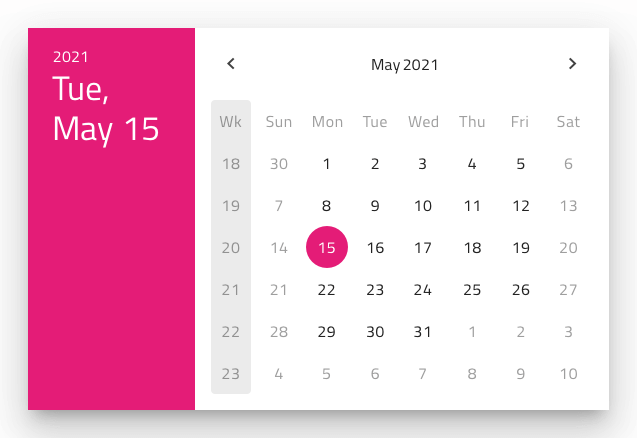 2021
Tue,
May 15
May 2021
Wk Sun Mon Tue Wed Thu Fri Sat
18 30 1 2 3 4 5 6
19 7 8 9 10 11 12 13
20 14 15 16 17 18 19 20
21 21 22 23 24 25 26 27
22 28 29 30 31 1 2 3
23 4 5 6 7 8 9 10